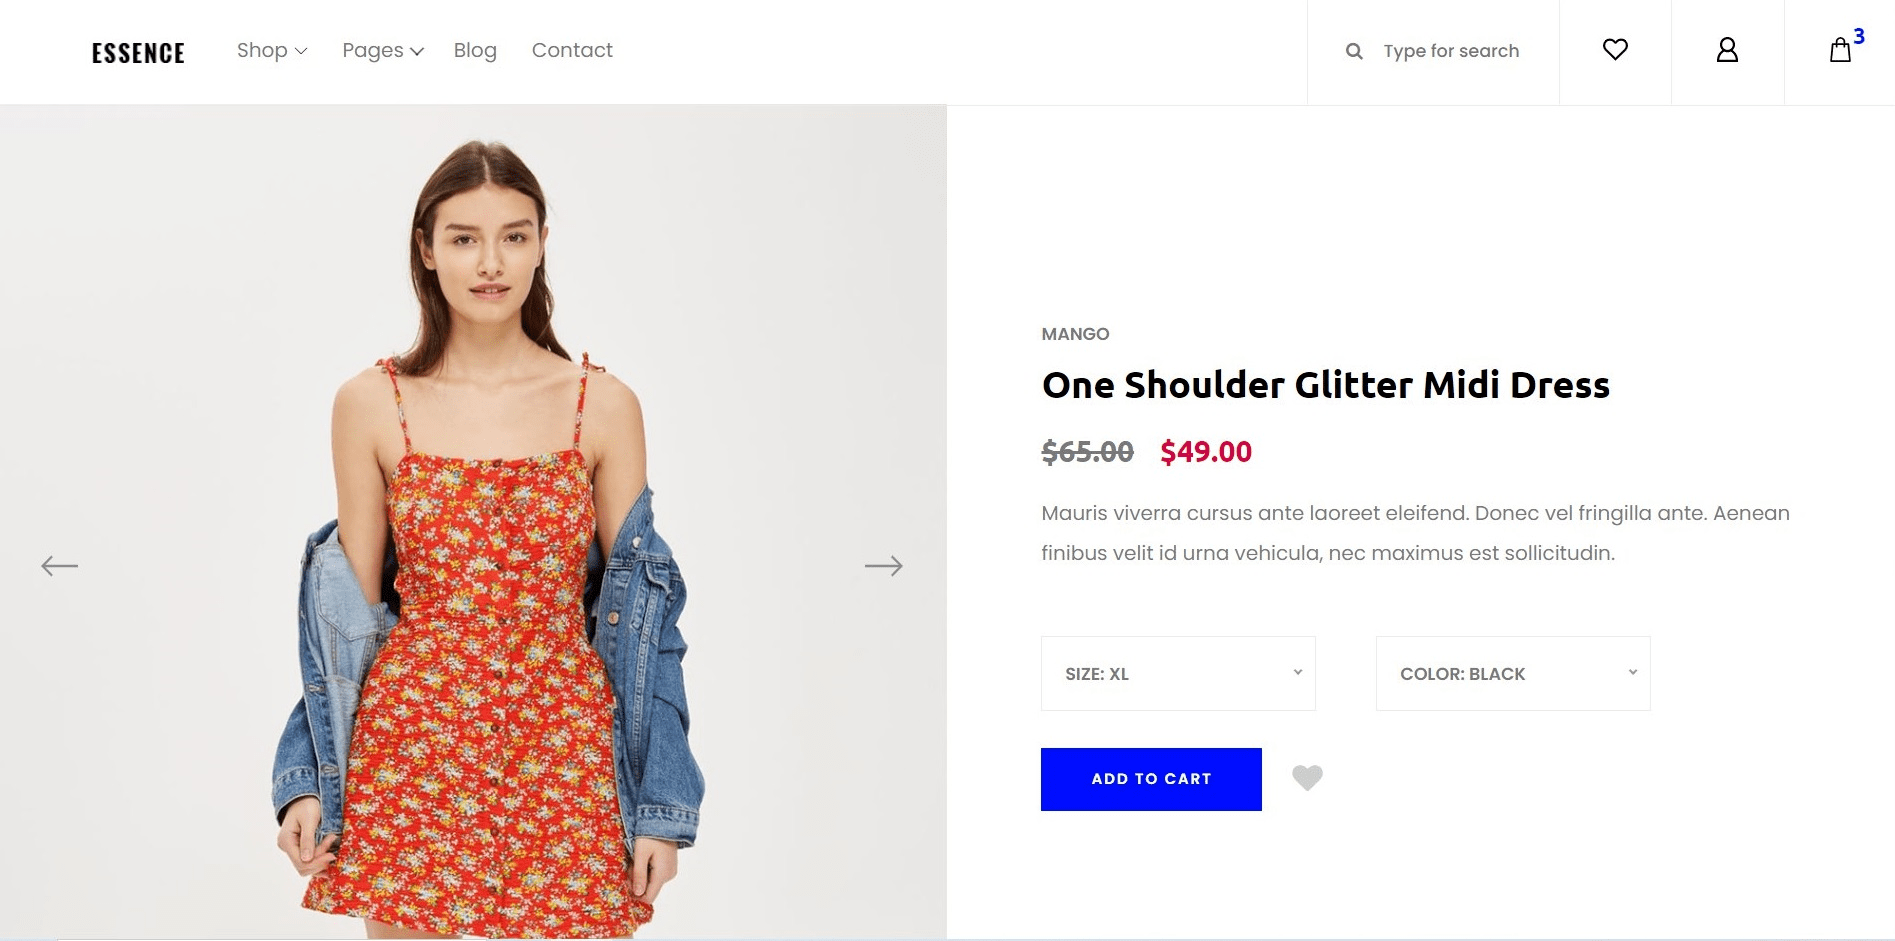 ESSENCE
Shop
Pages
Blog
Contact
Type for search
3
MANGO
One Shoulder Glitter Midi Dress
$65.00 $49.00
Mauris viverra cursus ante laoreet eleifend. Donec vel fringilla ante. Aenean
finibus velit id urna vehicula, nec maximus est sollicitudin.
SIZE: XL
COLOR: BLACK
ADD TO CART